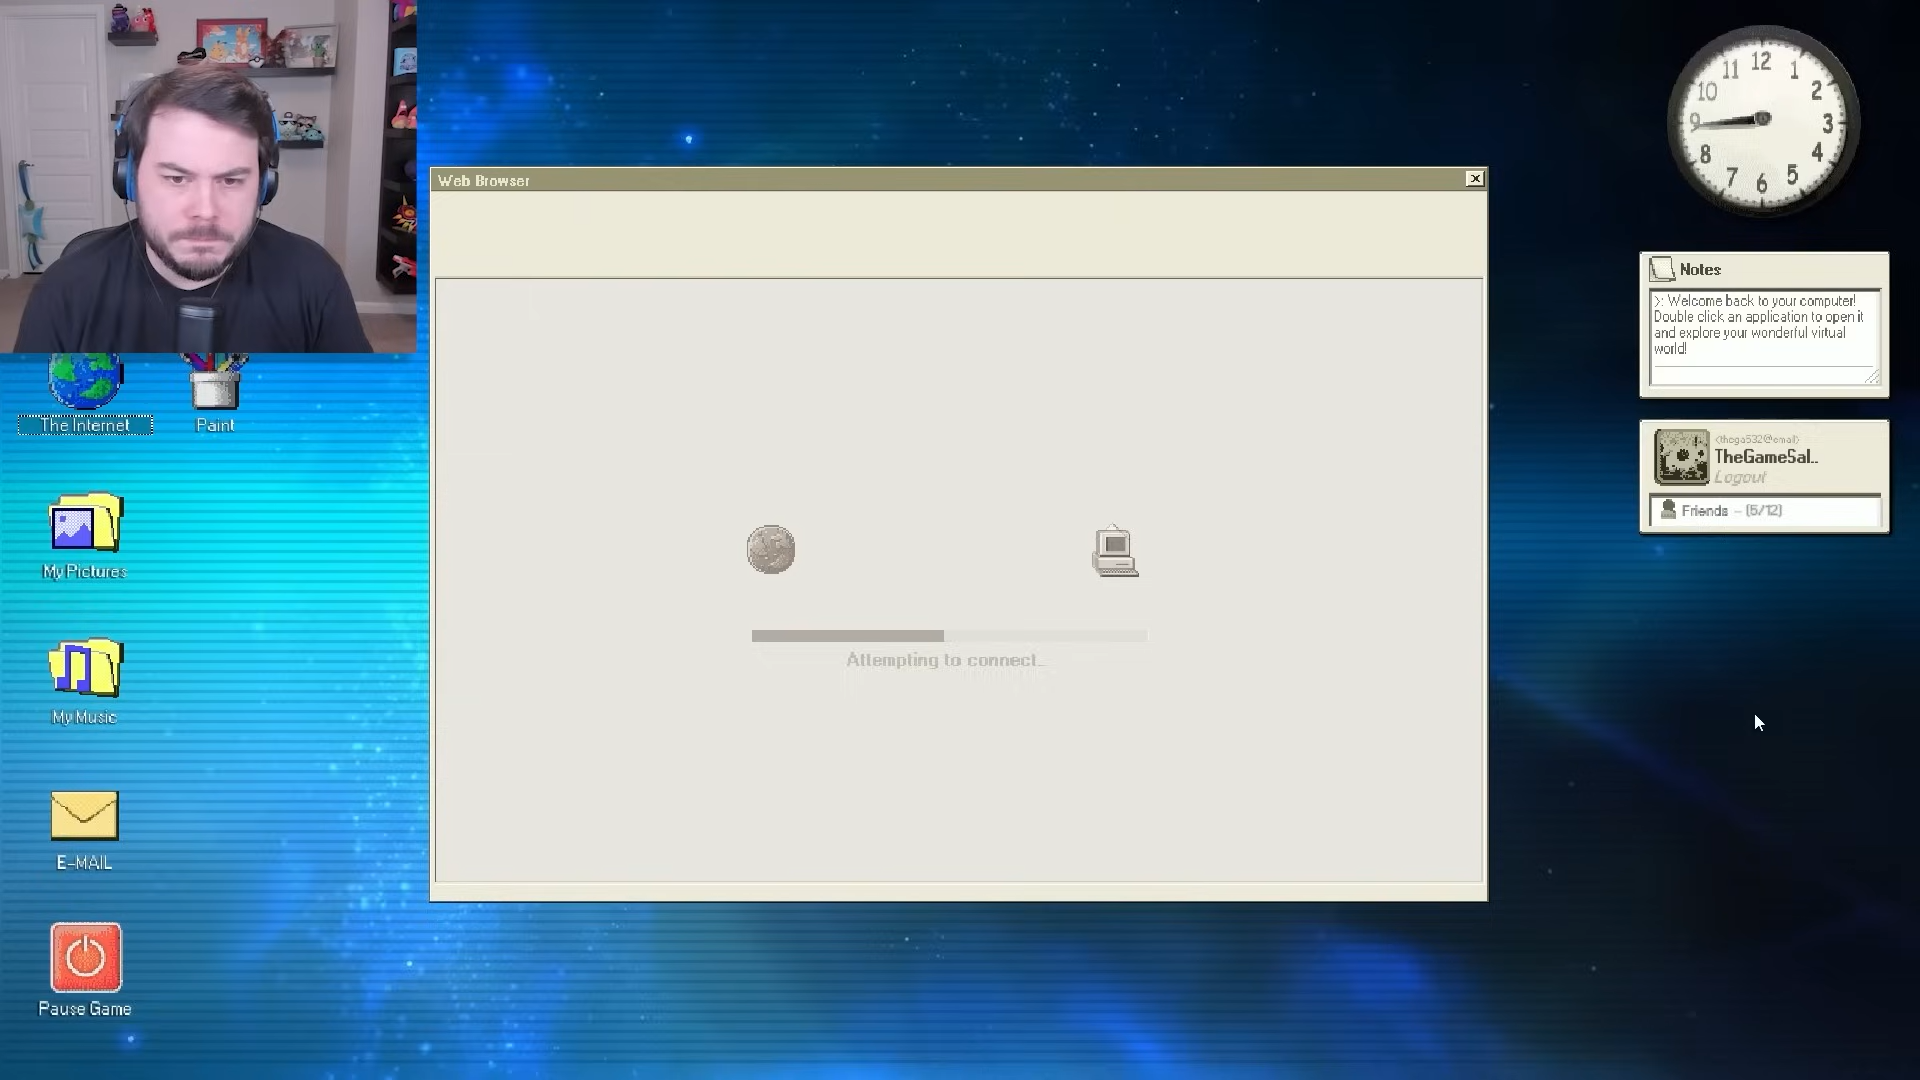 Web Browser
Attempting to connect..
The Internet
Paint
My Pictures
My Music
E-MAIL
Pause Game
12
1
2
3
4
5
6
7
8
9
10
11
Notes
>: Welcome back to your computer!
Double click an application to open it
and explore your wonderful virtual
world!
<thega532@email>
TheGameSal..
Logout
Friends - (5/12)